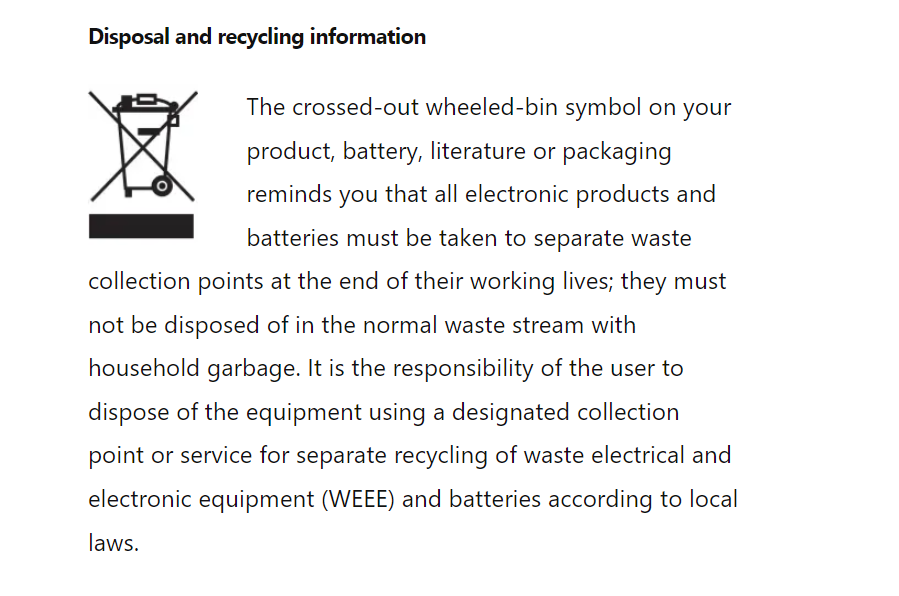 Disposal and recycling information
The crossed-out wheeled-bin symbol on your
product, battery, literature or packaging
reminds you that all electronic products and
batteries must be taken to separate waste
collection points at the end of their working lives; they must
not be disposed of in the normal waste stream with
household garbage. It is the responsibility of the user to
dispose of the equipment using a designated collection
point or service for separate recycling of waste electrical and
electronic equipment (WEEE) and batteries according to local
laws.